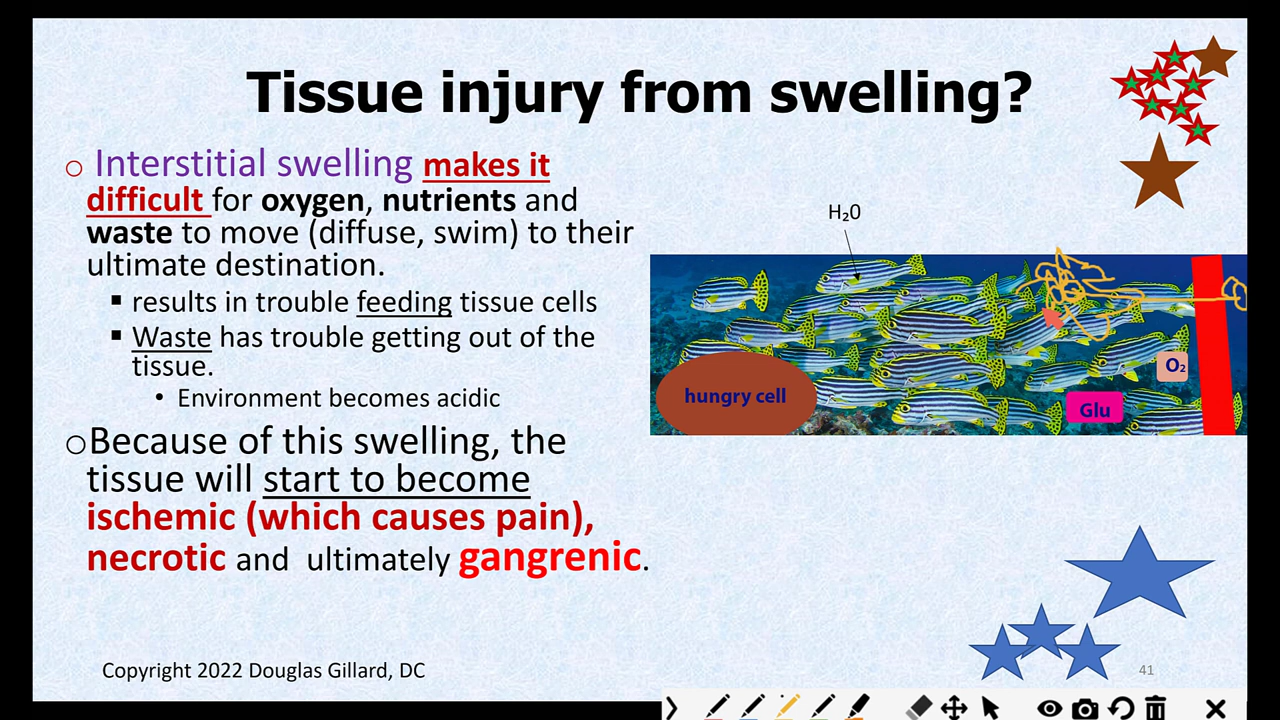 Tissue injury from swelling?
Interstitial swelling makes it
difficult for oxygen, nutrients and
waste to move (diffuse, swim) to their
ultimate destination.
results in trouble feeding tissue cells
Waste has trouble getting out of the
tissue.
Environment becomes acidic
Because of this swelling, the
tissue will start to become
ischemic (which causes pain),
necrotic and ultimately gangrenic.
H₂0
hungry cell
Glu
O₂
Copyright 2022 Douglas Gillard, DC
41